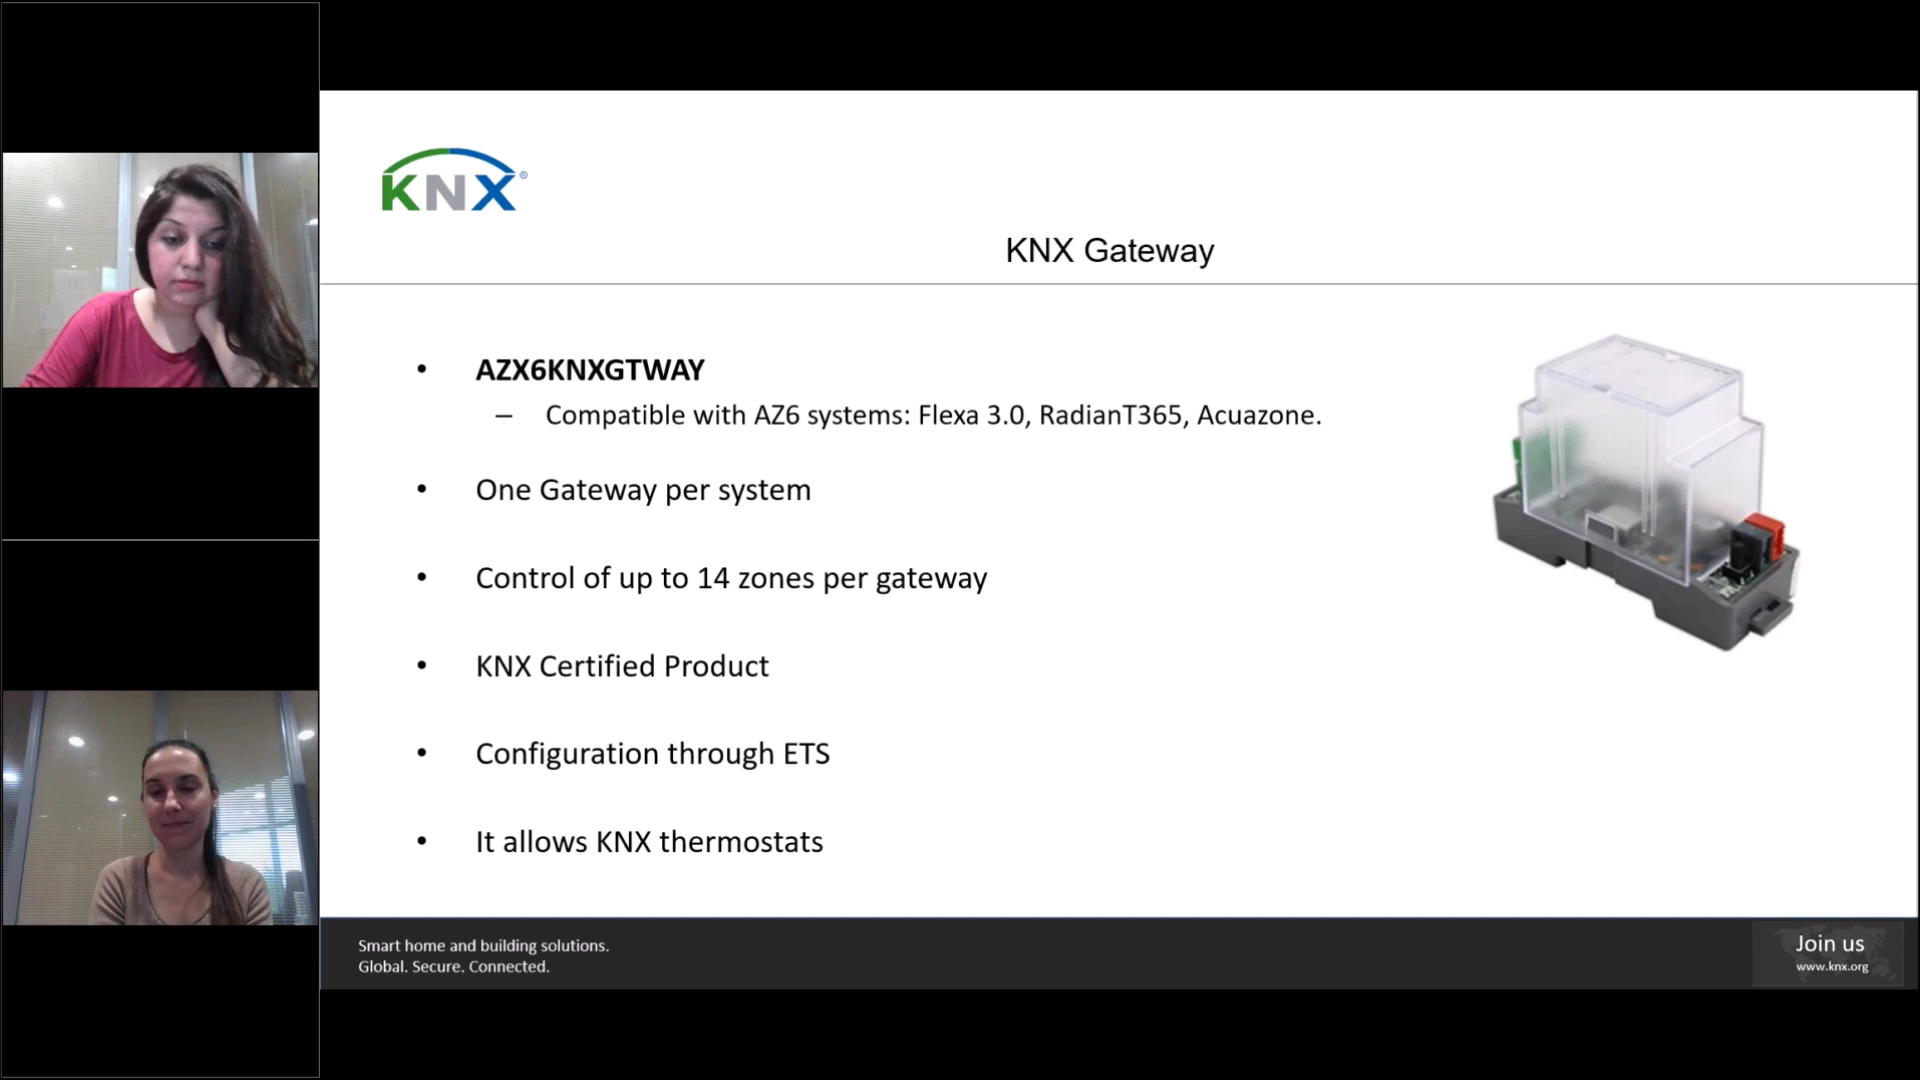 KNX®
KNX Gateway
• AZX6KNXGTWAY
– Compatible with AZ6 systems: Flexa 3.0, RadianT365, Acuazone.
• One Gateway per system
• Control of up to 14 zones per gateway
• KNX Certified Product
• Configuration through ETS
• It allows KNX thermostats
Smart home and building solutions.
Global. Secure. Connected.
Join us
www.knx.org